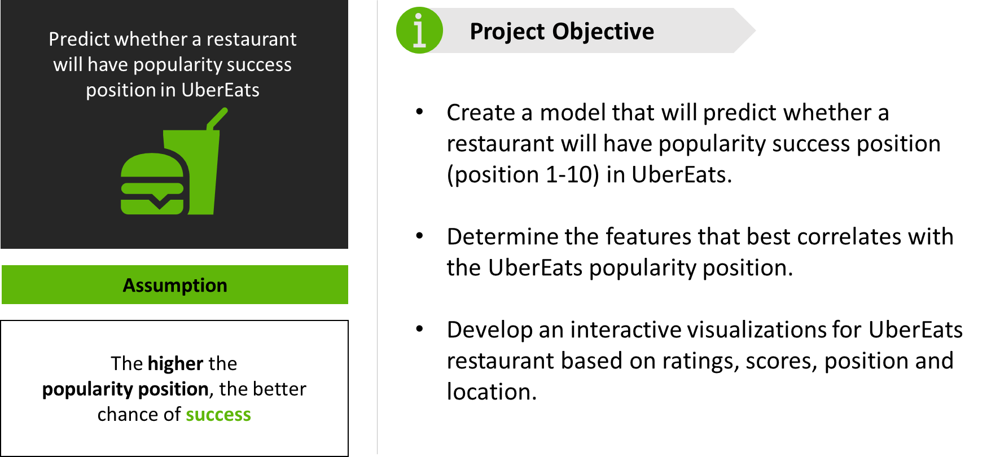 Predict whether a restaurant
will have popularity success
position in UberEats
Assumption
The higher the
popularity position, the better
chance of success
Project Objective
• Create a model that will predict whether a
restaurant will have popularity success position
(position 1-10) in UberEats.
• Determine the features that best correlates with
the UberEats popularity position.
• Develop an interactive visualizations for UberEats
restaurant based on ratings, scores, position and
location.